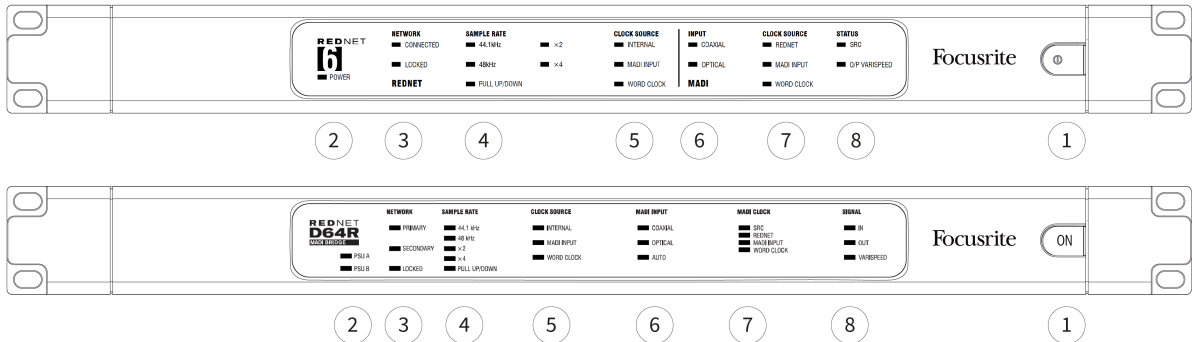 REDNET
6
POWER
NETWORK
CONNECTED
LOCKED
REDNET
SAMPLE RATE
44.1kHz
×2
48kHz
×4
PULL UP/DOWN
CLOCK SOURCE
INTERNAL
MADI INPUT
WORD CLOCK
INPUT
COAXIAL
OPTICAL
MADI
CLOCK SOURCE
REDNET
MADI INPUT
WORD CLOCK
STATUS
SRC
O/P VARISPEED
Focusrite
2
3
4
5
6
7
8
1
REDNET
D64R
MADI BRIDGE
PSU A
PSU B
NETWORK
PRIMARY
SECONDARY
LOCKED
SAMPLE RATE
44.1 kHz
48 kHz
×2
×4
PULL UP/DOWN
CLOCK SOURCE
INTERNAL
MADI INPUT
WORD CLOCK
MADI INPUT
COAXIAL
OPTICAL
AUTO
MADI CLOCK
SRC
REDNET
MADI INPUT
WORD CLOCK
SIGNAL
IN
OUT
VARISPEED
Focusrite
ON
2
3
4
5
6
7
8
1